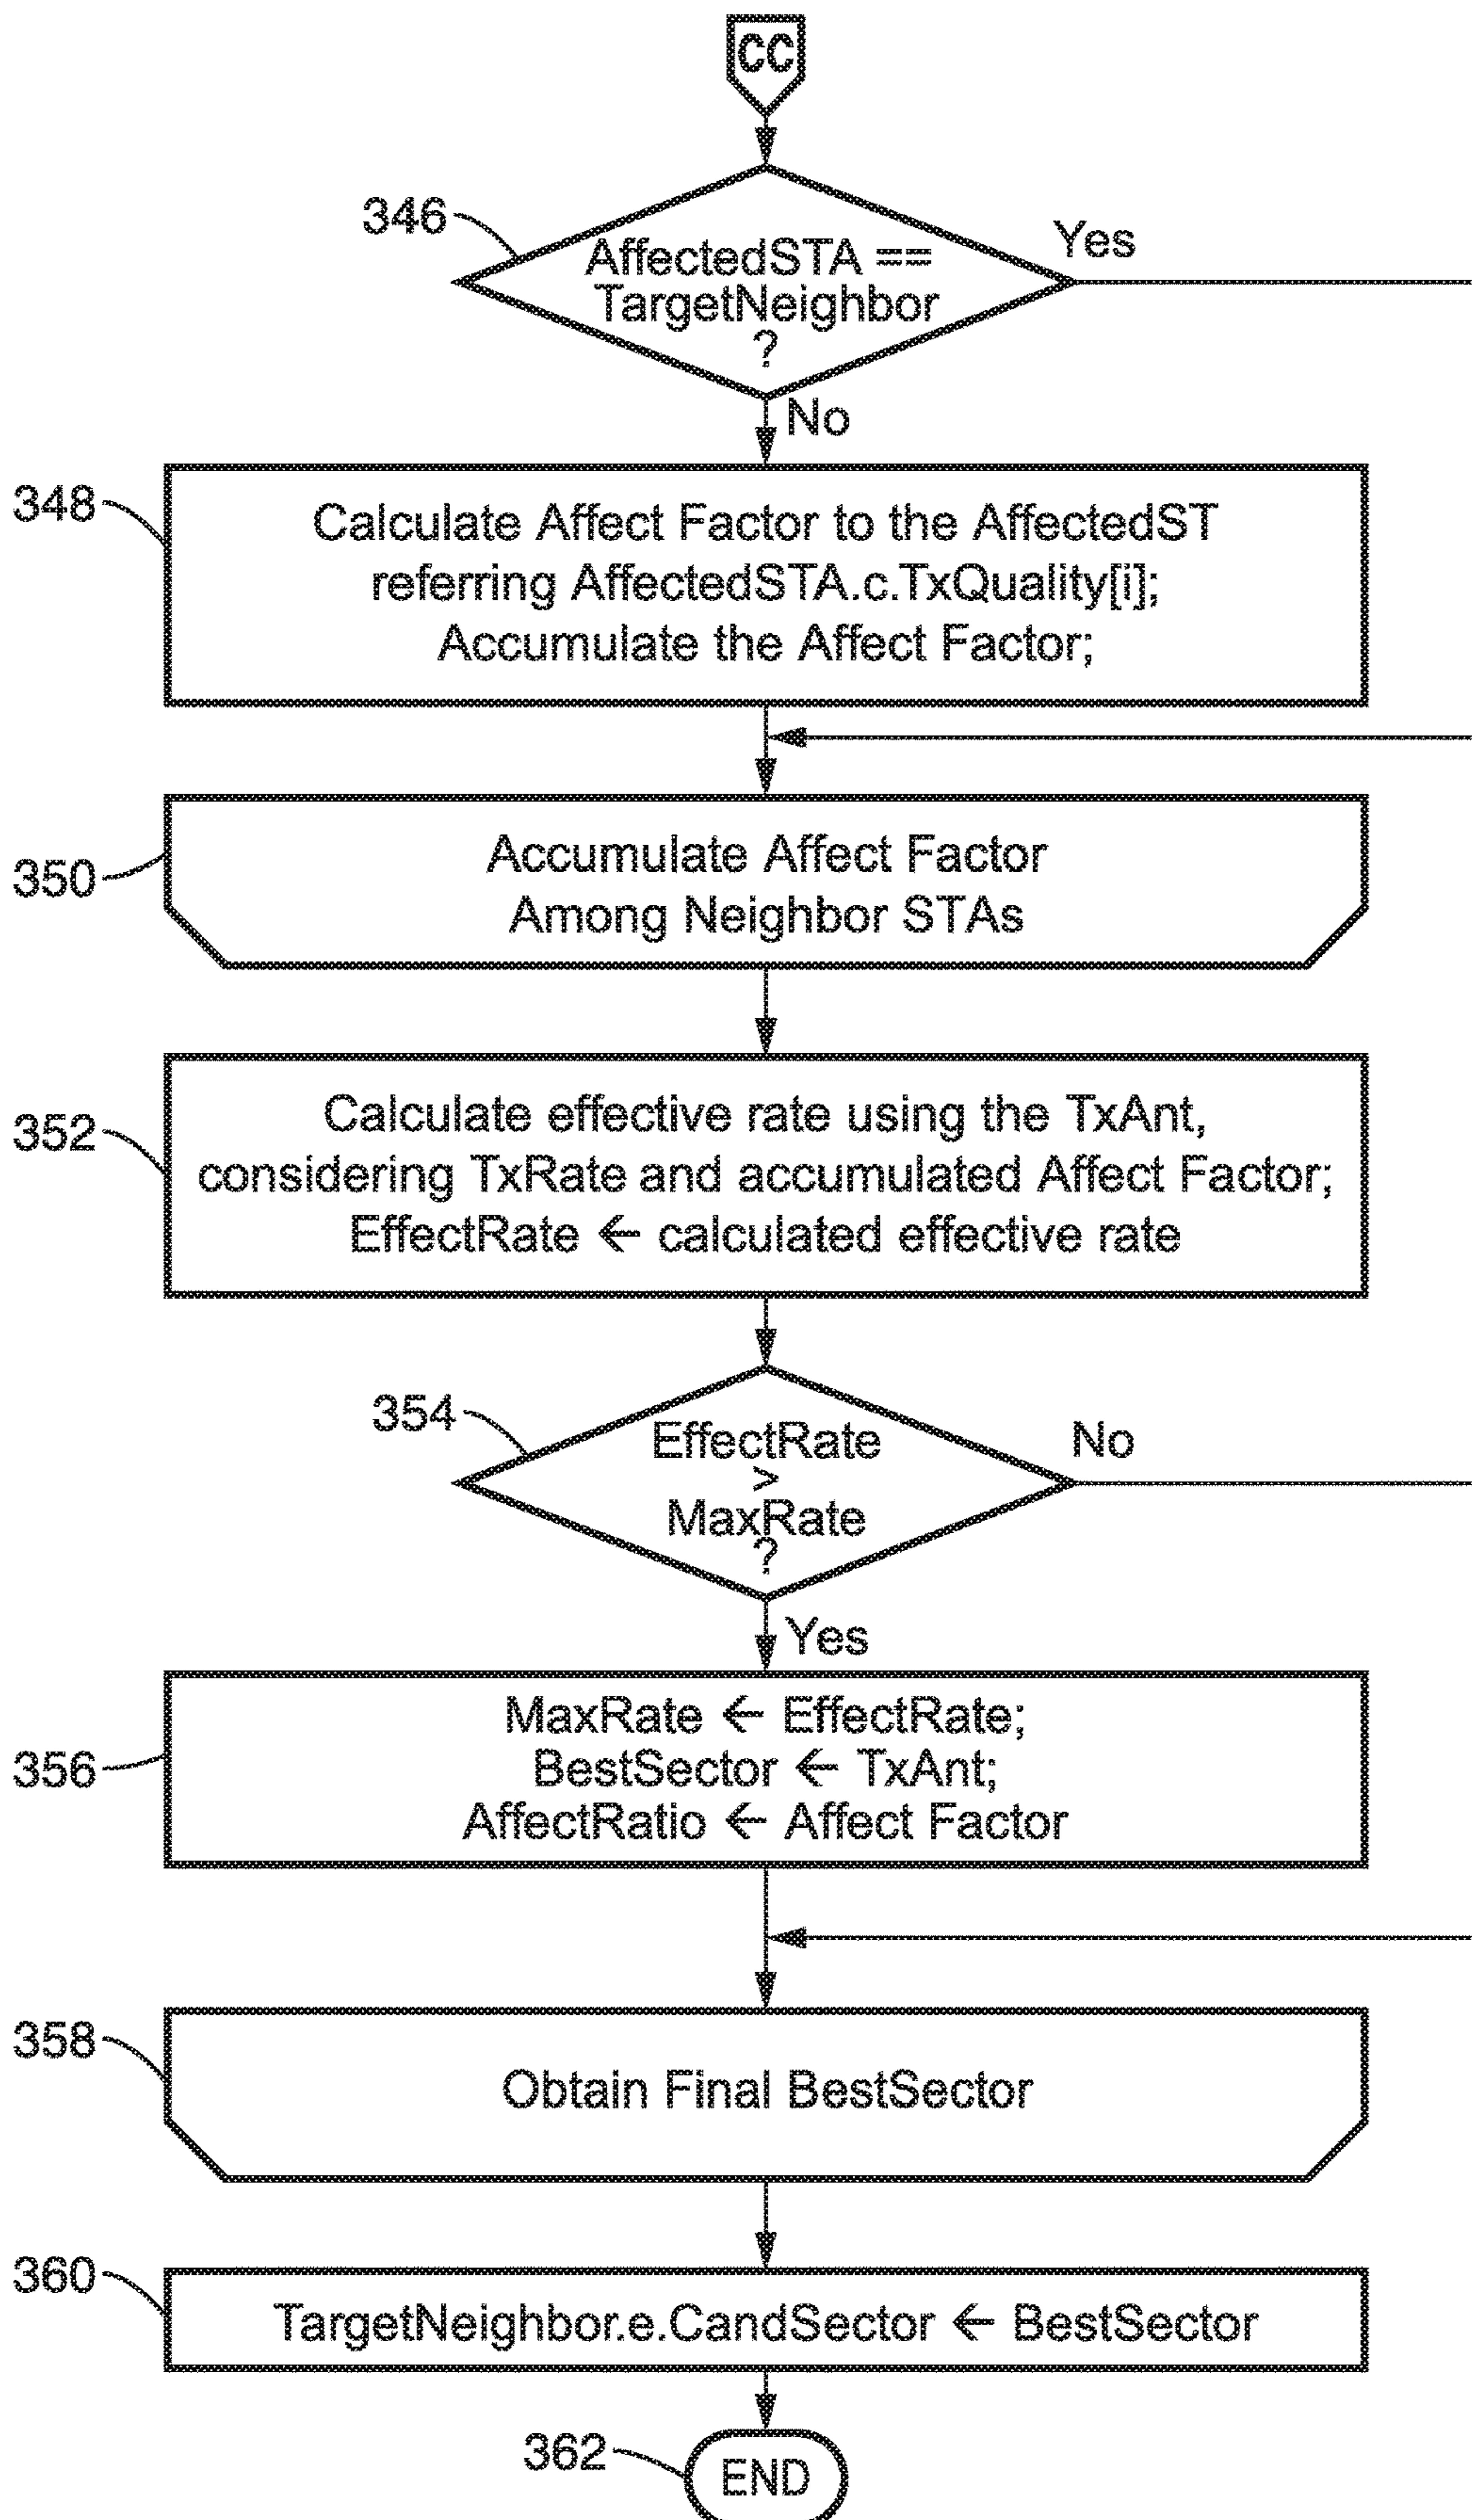 CC
346
AffectedSTA ==
TargetNeighbor
?
Yes
No
348
Calculate Affect Factor to the AffectedST
referring AffectedSTA.c.TxQuality[i];
Accumulate the Affect Factor;
350
Accumulate Affect Factor
Among Neighbor STAs
352
Calculate effective rate using the TxAnt,
considering TxRate and accumulated Affect Factor;
EffectRate ← calculated effective rate
354
EffectRate
>
MaxRate
?
No
Yes
356
MaxRate ← EffectRate;
BestSector ← TxAnt;
AffectRatio ← Affect Factor
358
Obtain Final BestSector
360
TargetNeighbor.e.CandSector ← BestSector
362
END